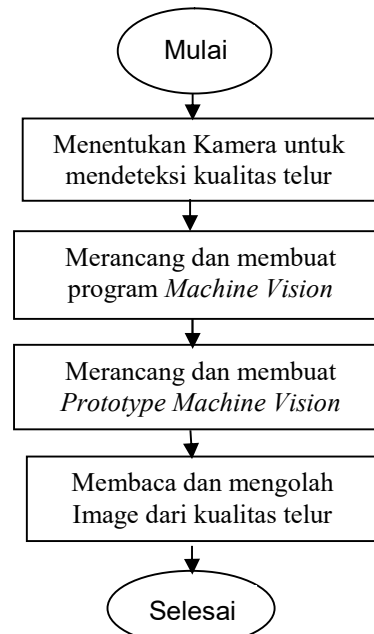 Mulai
Menentukan Kamera untuk
mendeteksi kualitas telur
Merancang dan membuat
program Machine Vision
Merancang dan membuat
Prototype Machine Vision
Membaca dan mengolah
Image dari kualitas telur
Selesai